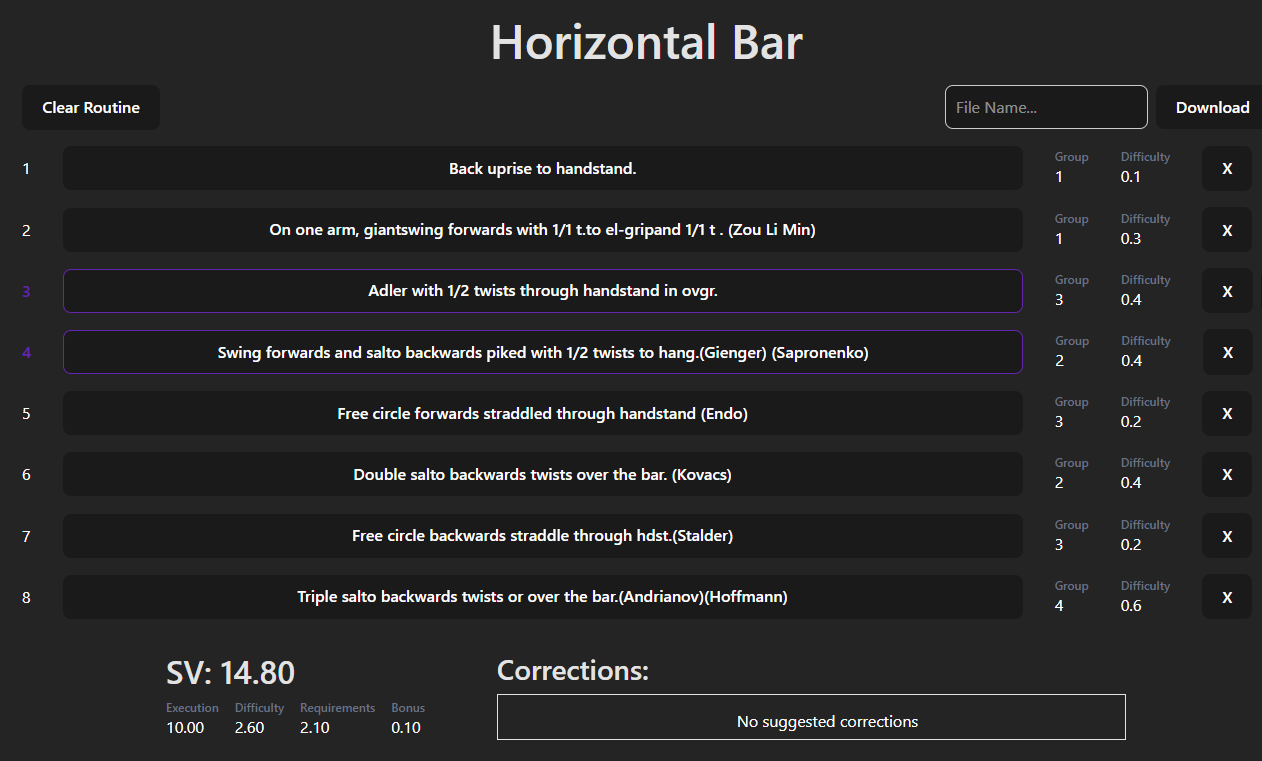 Horizontal Bar
Clear Routine
File Name...
Download
1 Back uprise to handstand. Group 1 Difficulty 0.1 X
2 On one arm, giantswing forwards with 1/1 t.to el-gripand 1/1 t . (Zou Li Min) Group 1 Difficulty 0.3 X
3 Adler with 1/2 twists through handstand in ovgr. Group 3 Difficulty 0.4 X
4 Swing forwards and salto backwards piked with 1/2 twists to hang.(Gienger) (Sapronenko) Group 2 Difficulty 0.4 X
5 Free circle forwards straddled through handstand (Endo) Group 3 Difficulty 0.2 X
6 Double salto backwards twists over the bar. (Kovacs) Group 2 Difficulty 0.4 X
7 Free circle backwards straddle through hdst.(Stalder) Group 3 Difficulty 0.2 X
8 Triple salto backwards twists or over the bar.(Andrianov)(Hoffmann) Group 4 Difficulty 0.6 X
SV: 14.80
Execution Difficulty Requirements Bonus
10.00 2.60 2.10 0.10
Corrections:
No suggested corrections